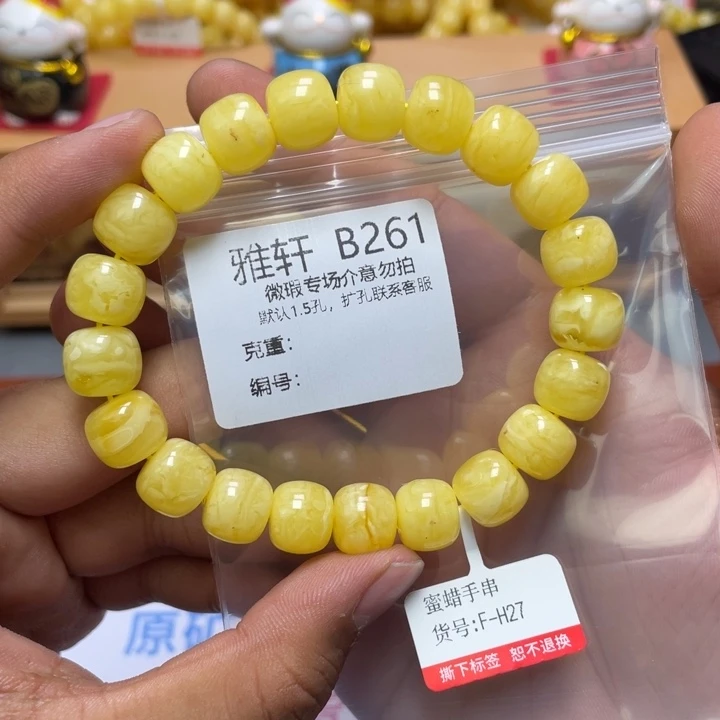 雅轩 B261
微瑕专场介意勿拍
默认1.5孔，扩孔联系客服
克重：
编号：
蜜蜡手串
货号:F-H27
撕下标签 恕不退换
原矿